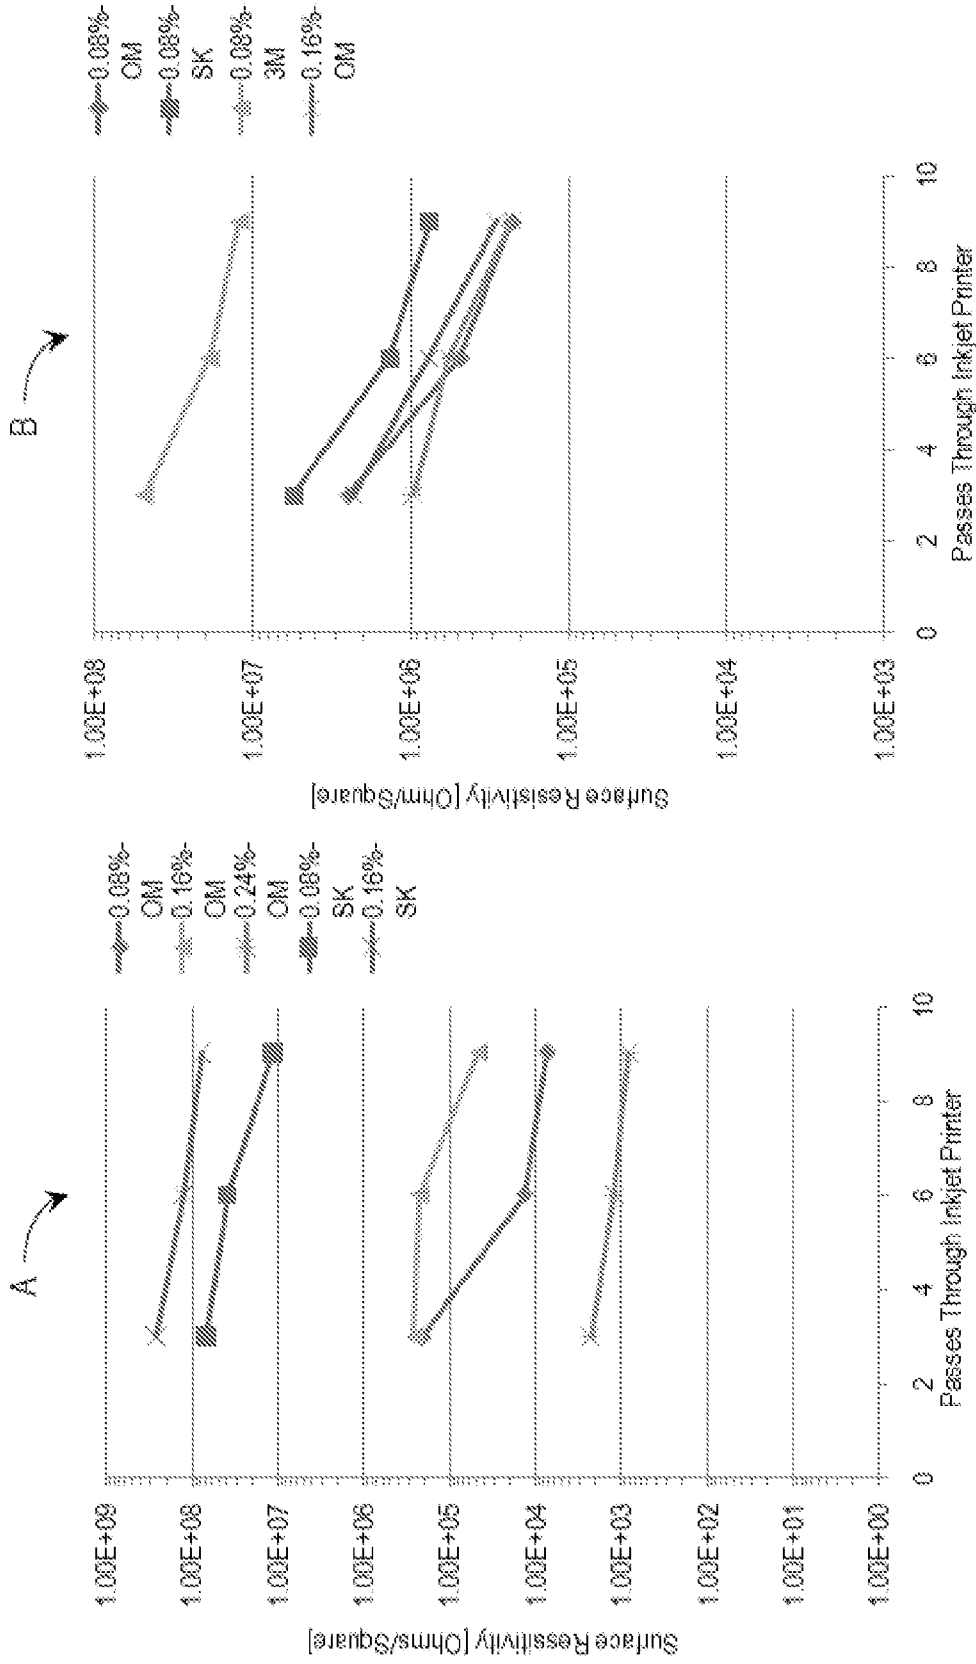 A
1.00E+09
1.00E+08
1.00E+07
1.00E+06
1.00E+05
1.00E+04
1.00E+03
1.00E+02
1.00E+01
1.00E+00
Surface Ressitivity [Ohms/Square]
0 2 4 6 8 10
Passes Through Inkjet Printer
0.08%-
OM
0.16%-
OM
0.24%-
OM
0.08%-
SK
0.16%-
SK
B
1.00E+08
1.00E+07
1.00E+06
1.00E+05
1.00E+04
1.00E+03
Surface Resistivity [Ohm/Square]
0 2 4 6 8 10
Passes Through Inkjet Printer
0.08%-
OM
0.08%-
SK
0.08%-
3M
0.16%-
OM